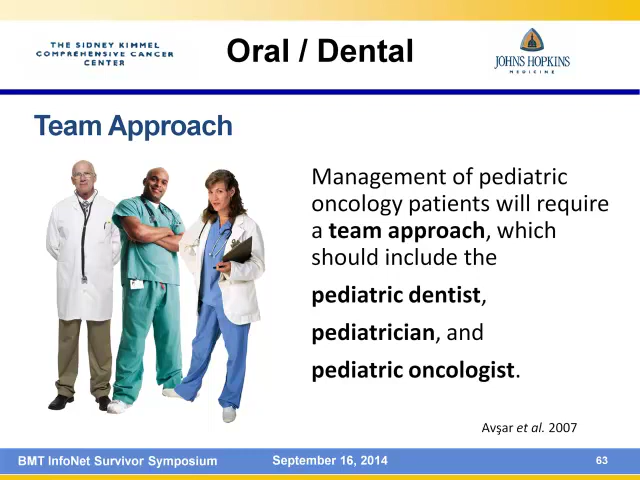 THE SIDNEY KIMMEL
COMPREHENSIVE CANCER
CENTER
Oral / Dental
JOHNS HOPKINS
MEDICINE
Team Approach
Management of pediatric
oncology patients will require
a team approach, which
should include the
pediatric dentist,
pediatrician, and
pediatric oncologist.
Avşar et al. 2007
BMT InfoNet Survivor Symposium
September 16, 2014
63